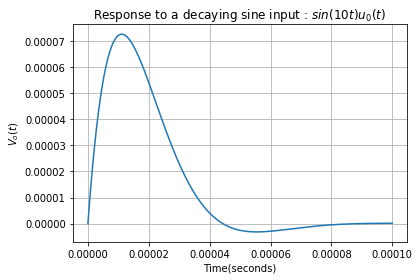 Response to a decaying sine input : sin(10t)u₀(t)
0.00007
0.00006
0.00005
0.00004
0.00003
0.00002
0.00001
0.00000
Vₒ(t)
0.00000 0.00002 0.00004 0.00006 0.00008 0.00010
Time(seconds)